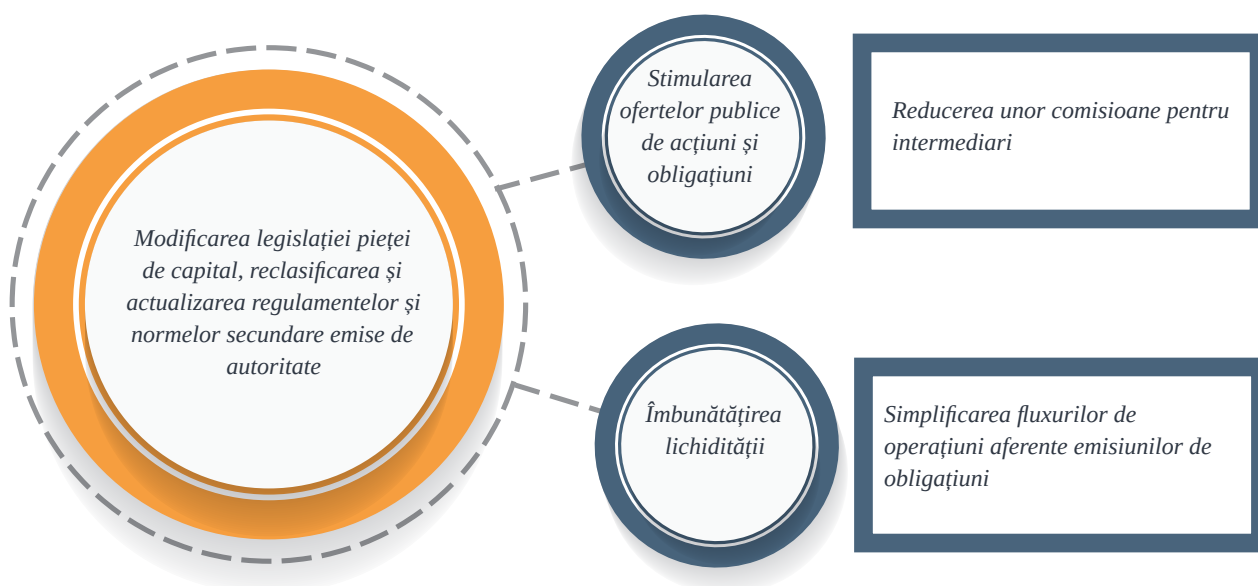 Modificarea legislației pieței
de capital, reclasificarea și
actualizarea regulamentelor și
normelor secundare emise de
autoritate
Stimularea
ofertelor publice
de acțiuni și
obligațiuni
Reducerea unor comisioane pentru
intermediari
Îmbunătățirea
lichidității
Simplificarea fluxurilor de
operațiuni aferente emisiunilor de
obligațiuni